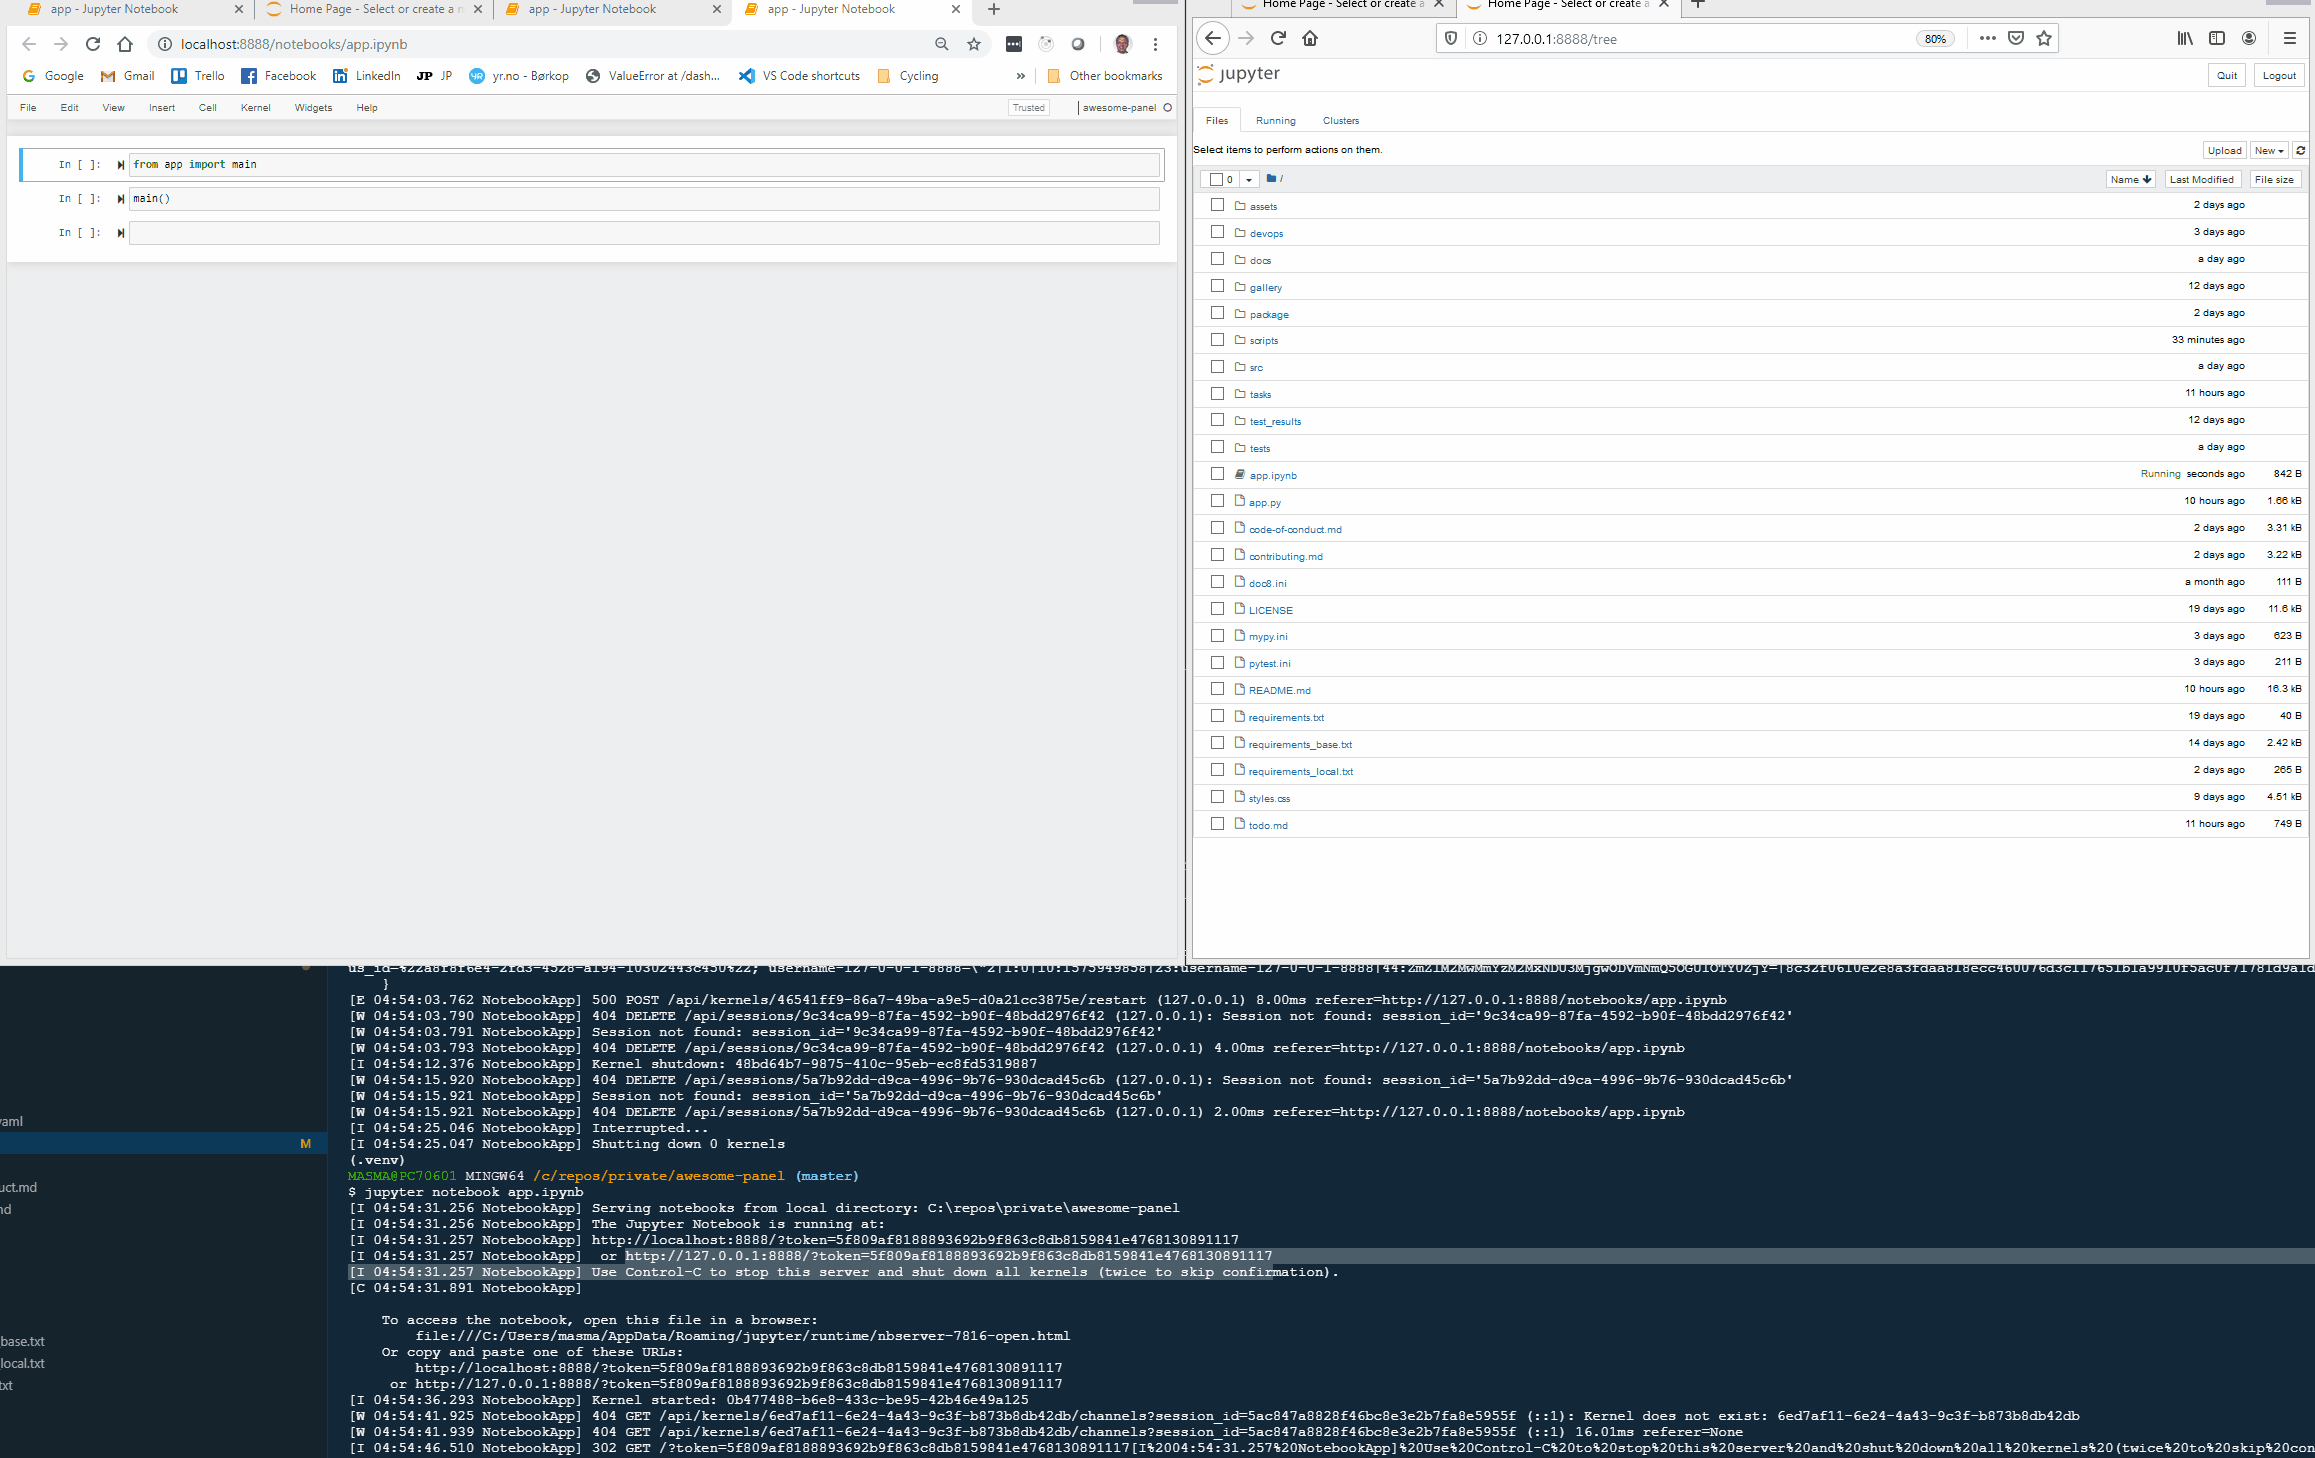 app - Jupyter Notebook
Home Page - Select or create a n
app - Jupyter Notebook
app - Jupyter Notebook
localhost:8888/notebooks/app.ipynb
Google Gmail Trello Facebook LinkedIn JP JP yr.no - Børkop ValueError at /dash... VS Code shortcuts Cycling » Other bookmarks
File Edit View Insert Cell Kernel Widgets Help Trusted awesome-panel
In [ ]: from app import main
In [ ]: main()
In [ ]:
Home Page - Select or create a
Home Page - Select or create a
127.0.0.1:8888/tree 80%
jupyter Quit Logout
Files Running Clusters
Select items to perform actions on them. Upload New
0 / Name Last Modified File size
assets 2 days ago
devops 3 days ago
docs a day ago
gallery 12 days ago
package 2 days ago
scripts 33 minutes ago
src a day ago
tasks 11 hours ago
test_results 12 days ago
tests a day ago
app.ipynb Running seconds ago 842 B
app.py 10 hours ago 1.66 kB
code-of-conduct.md 2 days ago 3.31 kB
contributing.md 2 days ago 3.22 kB
doc8.ini a month ago 111 B
LICENSE 19 days ago 11.6 kB
mypy.ini 3 days ago 623 B
pytest.ini 3 days ago 211 B
README.md 10 hours ago 16.3 kB
requirements.txt 19 days ago 40 B
requirements_base.txt 14 days ago 2.42 kB
requirements_local.txt 2 days ago 265 B
styles.css 9 days ago 4.51 kB
todo.md 11 hours ago 749 B
}
[E 04:54:03.762 NotebookApp] 500 POST /api/kernels/46541ff9-86a7-49ba-a9e5-d0a21cc3875e/restart (127.0.0.1) 8.00ms referer=http://127.0.0.1:8888/notebooks/app.ipynb
[W 04:54:03.790 NotebookApp] 404 DELETE /api/sessions/9c34ca99-87fa-4592-b90f-48bdd2976f42 (127.0.0.1): Session not found: session_id='9c34ca99-87fa-4592-b90f-48bdd2976f42'
[W 04:54:03.791 NotebookApp] Session not found: session_id='9c34ca99-87fa-4592-b90f-48bdd2976f42'
[W 04:54:03.793 NotebookApp] 404 DELETE /api/sessions/9c34ca99-87fa-4592-b90f-48bdd2976f42 (127.0.0.1) 4.00ms referer=http://127.0.0.1:8888/notebooks/app.ipynb
[I 04:54:12.376 NotebookApp] Kernel shutdown: 48bd64b7-9875-410c-95eb-ec8fd5319887
[W 04:54:15.920 NotebookApp] 404 DELETE /api/sessions/5a7b92dd-d9ca-4996-9b76-930dcad45c6b (127.0.0.1): Session not found: session_id='5a7b92dd-d9ca-4996-9b76-930dcad45c6b'
[W 04:54:15.921 NotebookApp] Session not found: session_id='5a7b92dd-d9ca-4996-9b76-930dcad45c6b'
[W 04:54:15.921 NotebookApp] 404 DELETE /api/sessions/5a7b92dd-d9ca-4996-9b76-930dcad45c6b (127.0.0.1) 2.00ms referer=http://127.0.0.1:8888/notebooks/app.ipynb
[I 04:54:25.046 NotebookApp] Interrupted...
[I 04:54:25.047 NotebookApp] Shutting down 0 kernels
(.venv)
MASMA@PC70601 MINGW64 /c/repos/private/awesome-panel (master)
$ jupyter notebook app.ipynb
[I 04:54:31.256 NotebookApp] Serving notebooks from local directory: C:\repos\private\awesome-panel
[I 04:54:31.256 NotebookApp] The Jupyter Notebook is running at:
[I 04:54:31.257 NotebookApp] http://localhost:8888/?token=5f809af8188893692b9f863c8db8159841e4768130891117
[I 04:54:31.257 NotebookApp]  or http://127.0.0.1:8888/?token=5f809af8188893692b9f863c8db8159841e4768130891117
[I 04:54:31.257 NotebookApp] Use Control-C to stop this server and shut down all kernels (twice to skip confirmation).
[C 04:54:31.891 NotebookApp]
To access the notebook, open this file in a browser:
file:///C:/Users/masma/AppData/Roaming/jupyter/runtime/nbserver-7816-open.html
Or copy and paste one of these URLs:
http://localhost:8888/?token=5f809af8188893692b9f863c8db8159841e4768130891117
or http://127.0.0.1:8888/?token=5f809af8188893692b9f863c8db8159841e4768130891117
[I 04:54:36.293 NotebookApp] Kernel started: 0b477488-b6e8-433c-be95-42b46e49a125
[W 04:54:41.925 NotebookApp] 404 GET /api/kernels/6ed7af11-6e24-4a43-9c3f-b873b8db42db/channels?session_id=5ac847a8828f46bc8e3e2b7fa8e5955f (::1): Kernel does not exist: 6ed7af11-6e24-4a43-9c3f-b873b8db42db
[W 04:54:41.939 NotebookApp] 404 GET /api/kernels/6ed7af11-6e24-4a43-9c3f-b873b8db42db/channels?session_id=5ac847a8828f46bc8e3e2b7fa8e5955f (::1) 16.01ms referer=None
[I 04:54:46.510 NotebookApp] 302 GET /?token=5f809af8188893692b9f863c8db8159841e4768130891117[I%2004:54:31.257%20NotebookApp]%20Use%20Control-C%20to%20stop%20this%20server%20and%20shut%20down%20all%20kernels%20(twice%20to%20skip%20con
aml
M
uct.md
nd
base.txt
local.txt
txt